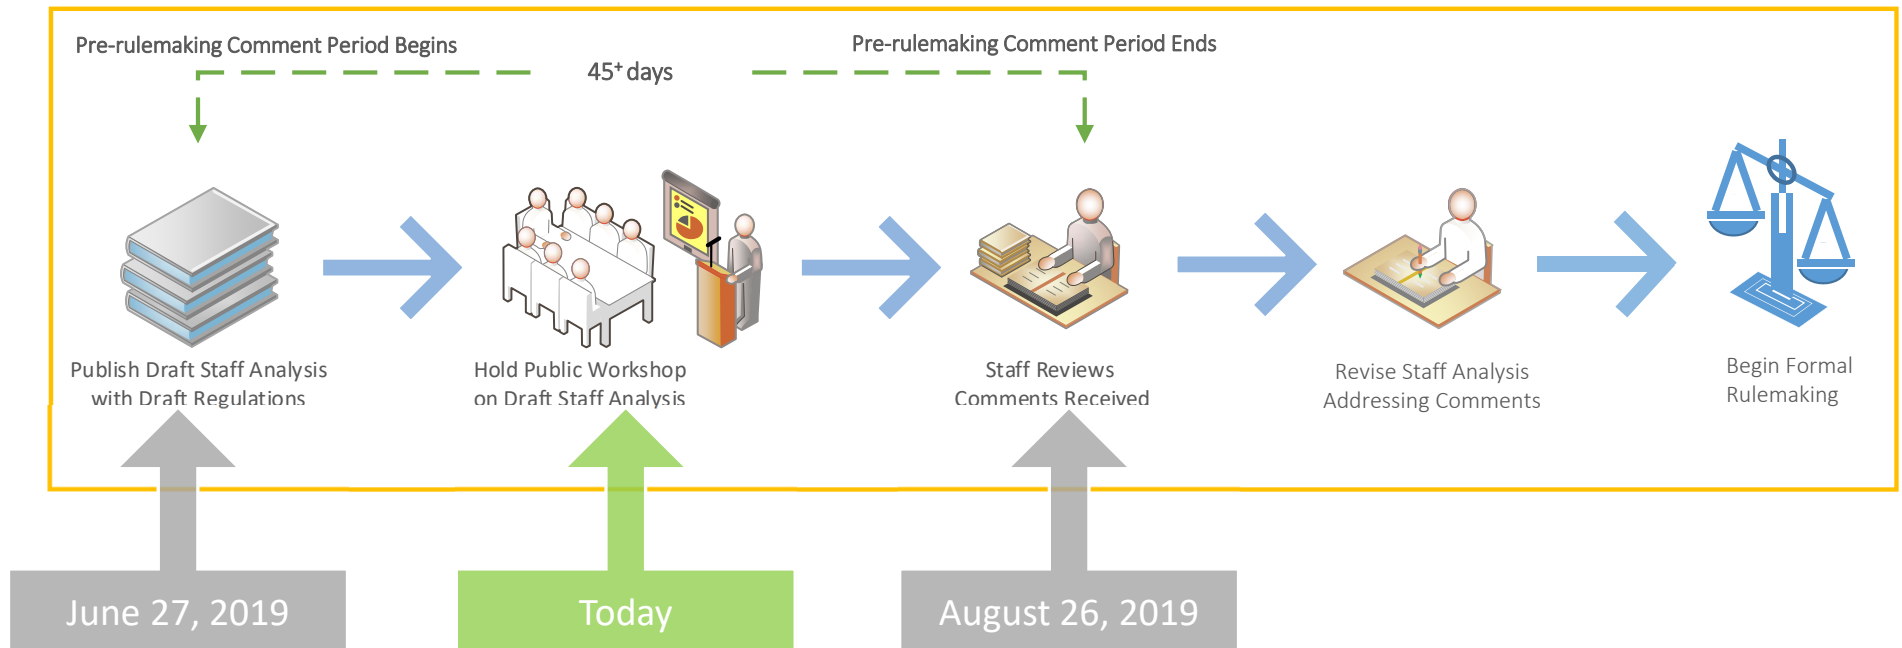 Pre-rulemaking Comment Period Begins
Pre-rulemaking Comment Period Ends
45+ days
Publish Draft Staff Analysis
with Draft Regulations
Hold Public Workshop
on Draft Staff Analysis
Staff Reviews
Comments Received
Revise Staff Analysis
Addressing Comments
Begin Formal
Rulemaking
June 27, 2019
Today
August 26, 2019